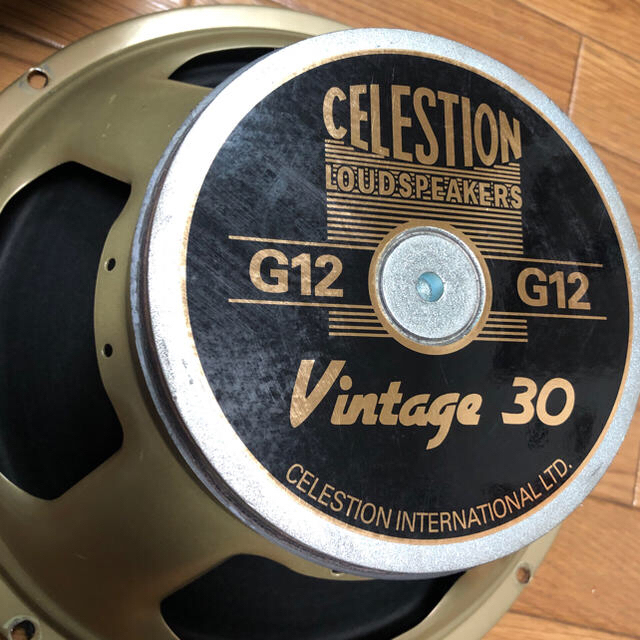 CELESTION
LOUDSPEAKERS
G12 G12
Vintage 30
CELESTION INTERNATIONAL LTD.